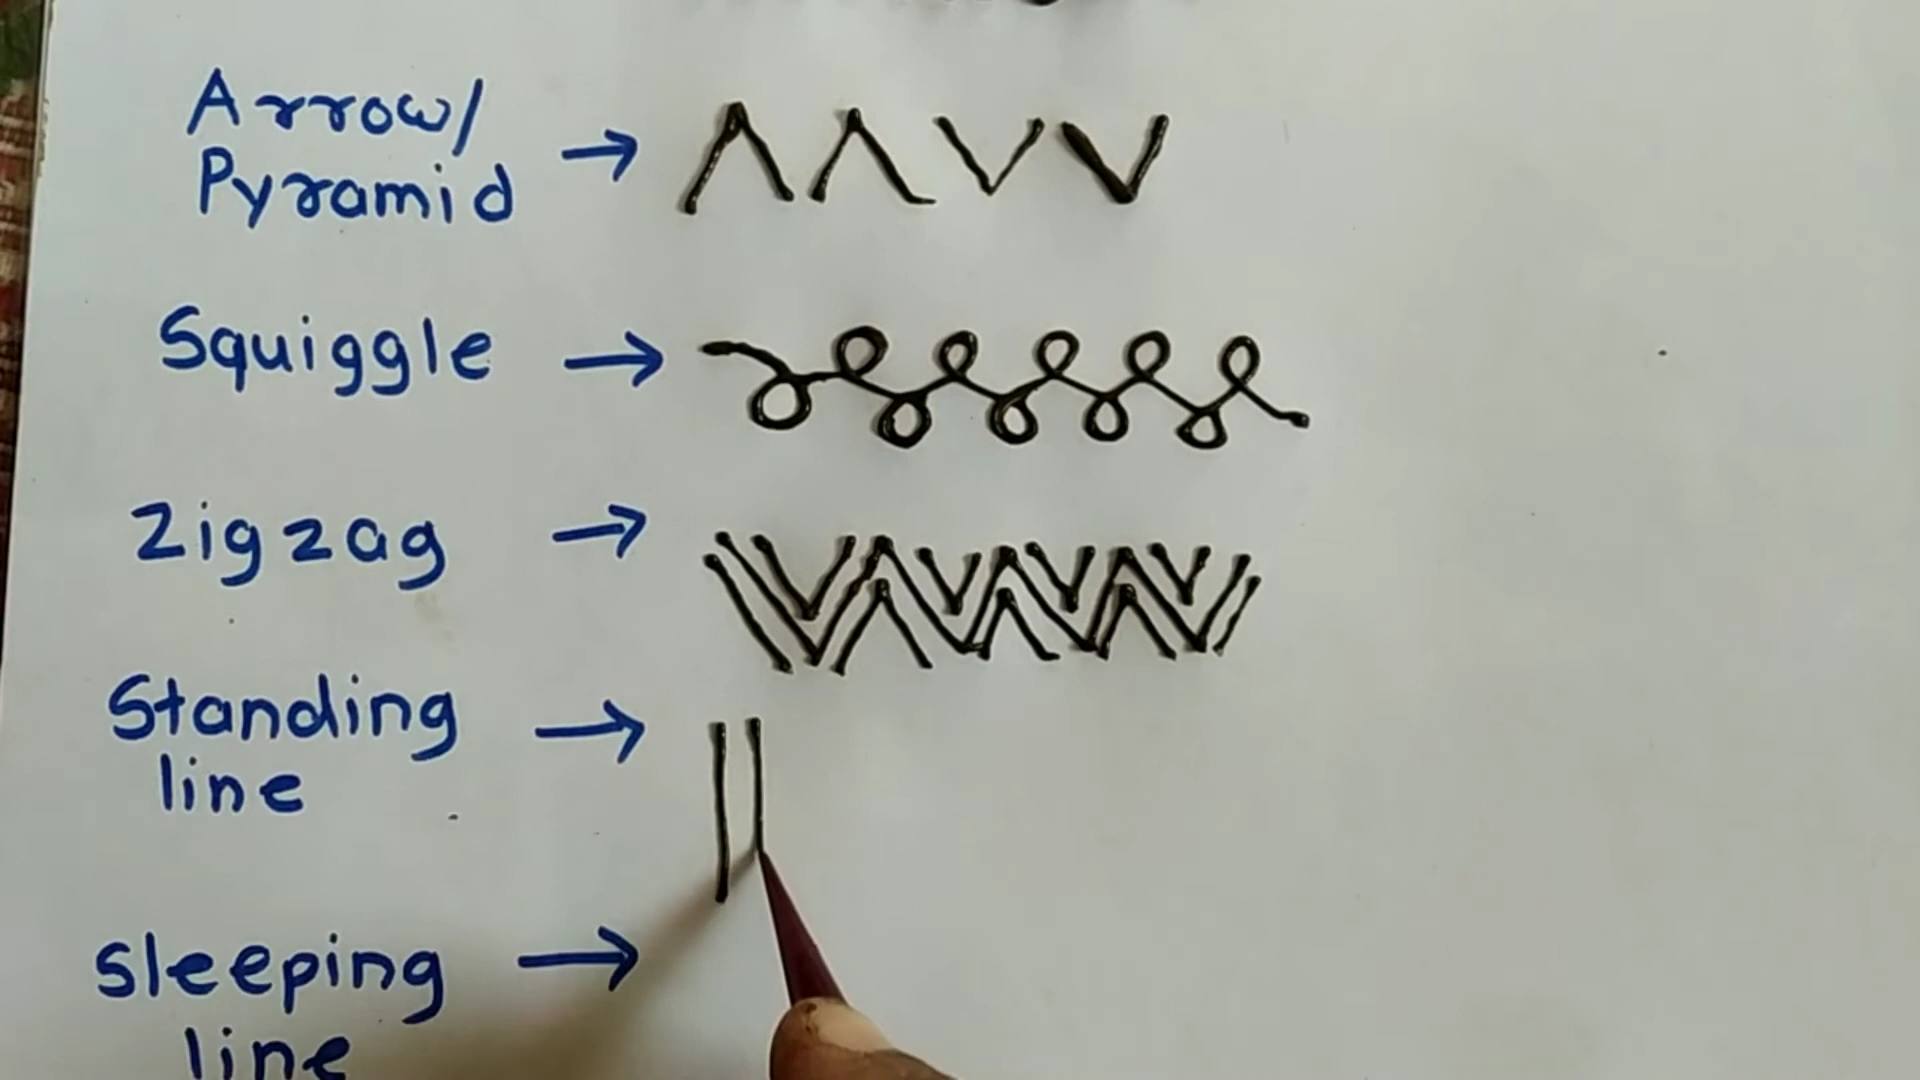 Arrow/
Pyramid →
Squiggle →
Zigzag →
Standing →
line
Sleeping →
line